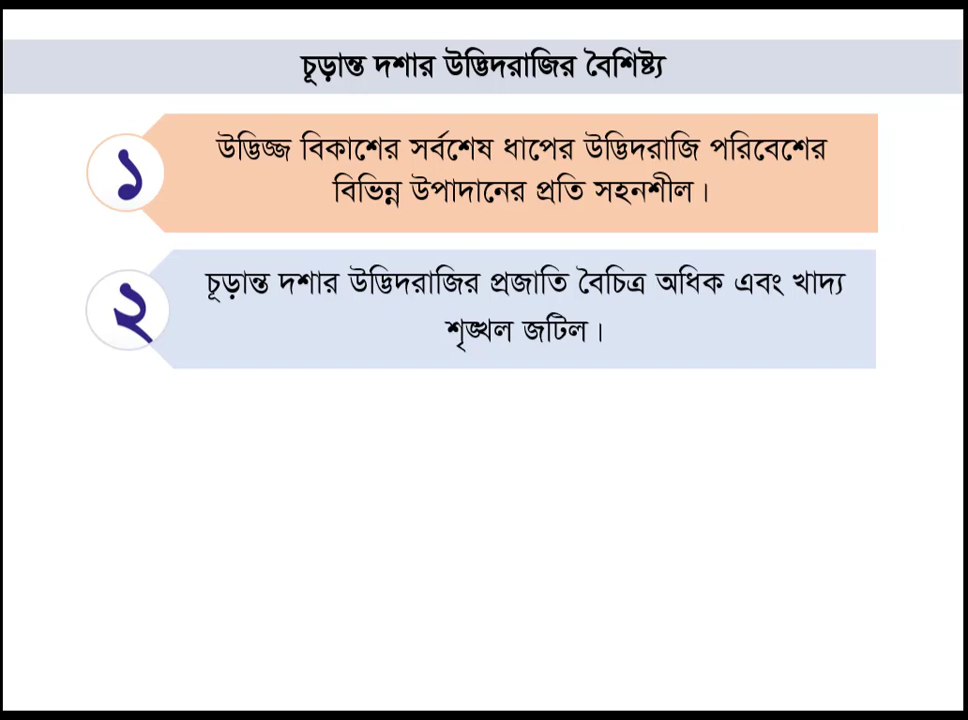 চূড়ান্ত দশার উদ্ভিদরাজির বৈশিষ্ট্য
১
উদ্ভিজ্জ বিকাশের সর্বশেষ ধাপের উদ্ভিদরাজি পরিবেশের
বিভিন্ন উপাদানের প্রতি সহনশীল।
২
চূড়ান্ত দশার উদ্ভিদরাজির প্রজাতি বৈচিত্র অধিক এবং খাদ্য
শৃঙ্খল জটিল।